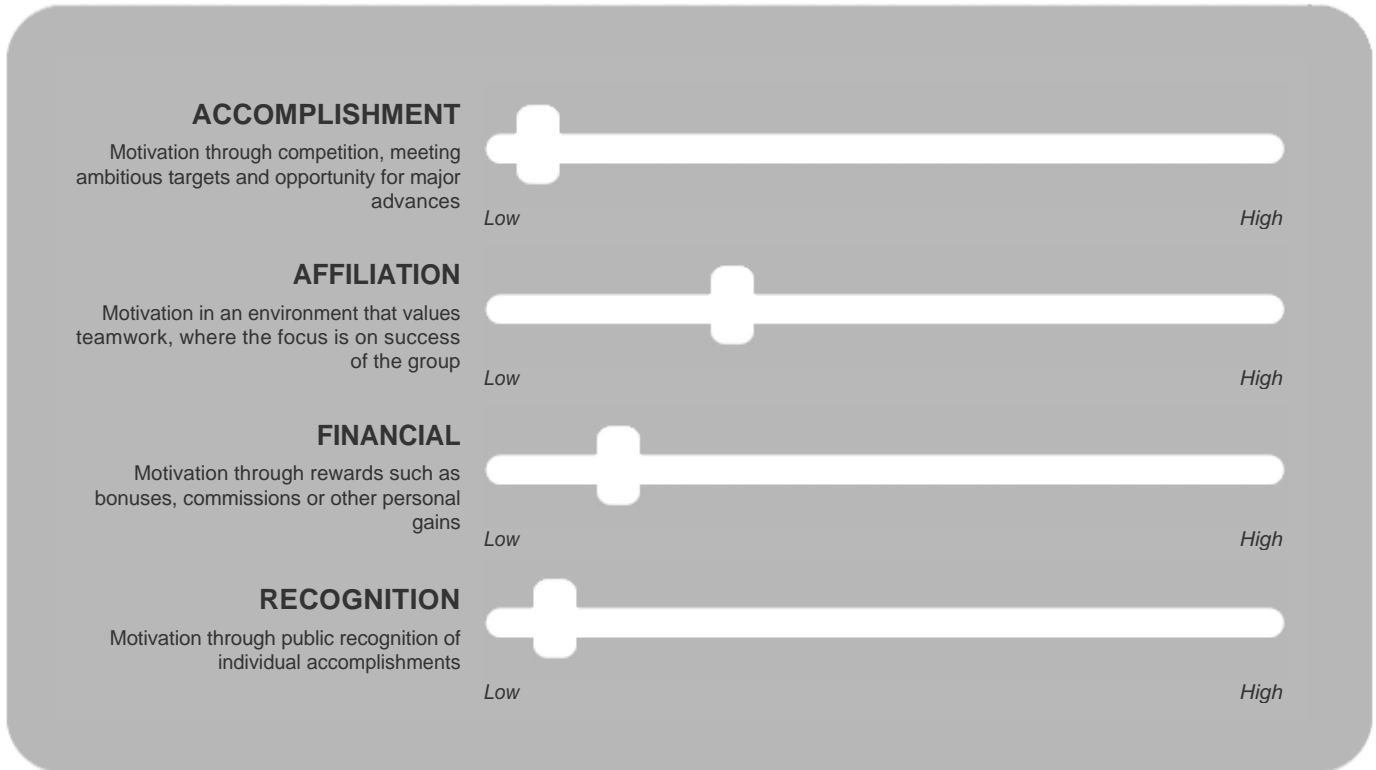 ACCOMPLISHMENT
Motivation through competition, meeting
ambitious targets and opportunity for major
advances
Low
High
AFFILIATION
Motivation in an environment that values
teamwork, where the focus is on success
of the group
Low
High
FINANCIAL
Motivation through rewards such as
bonuses, commissions or other personal
gains
Low
High
RECOGNITION
Motivation through public recognition of
individual accomplishments
Low
High